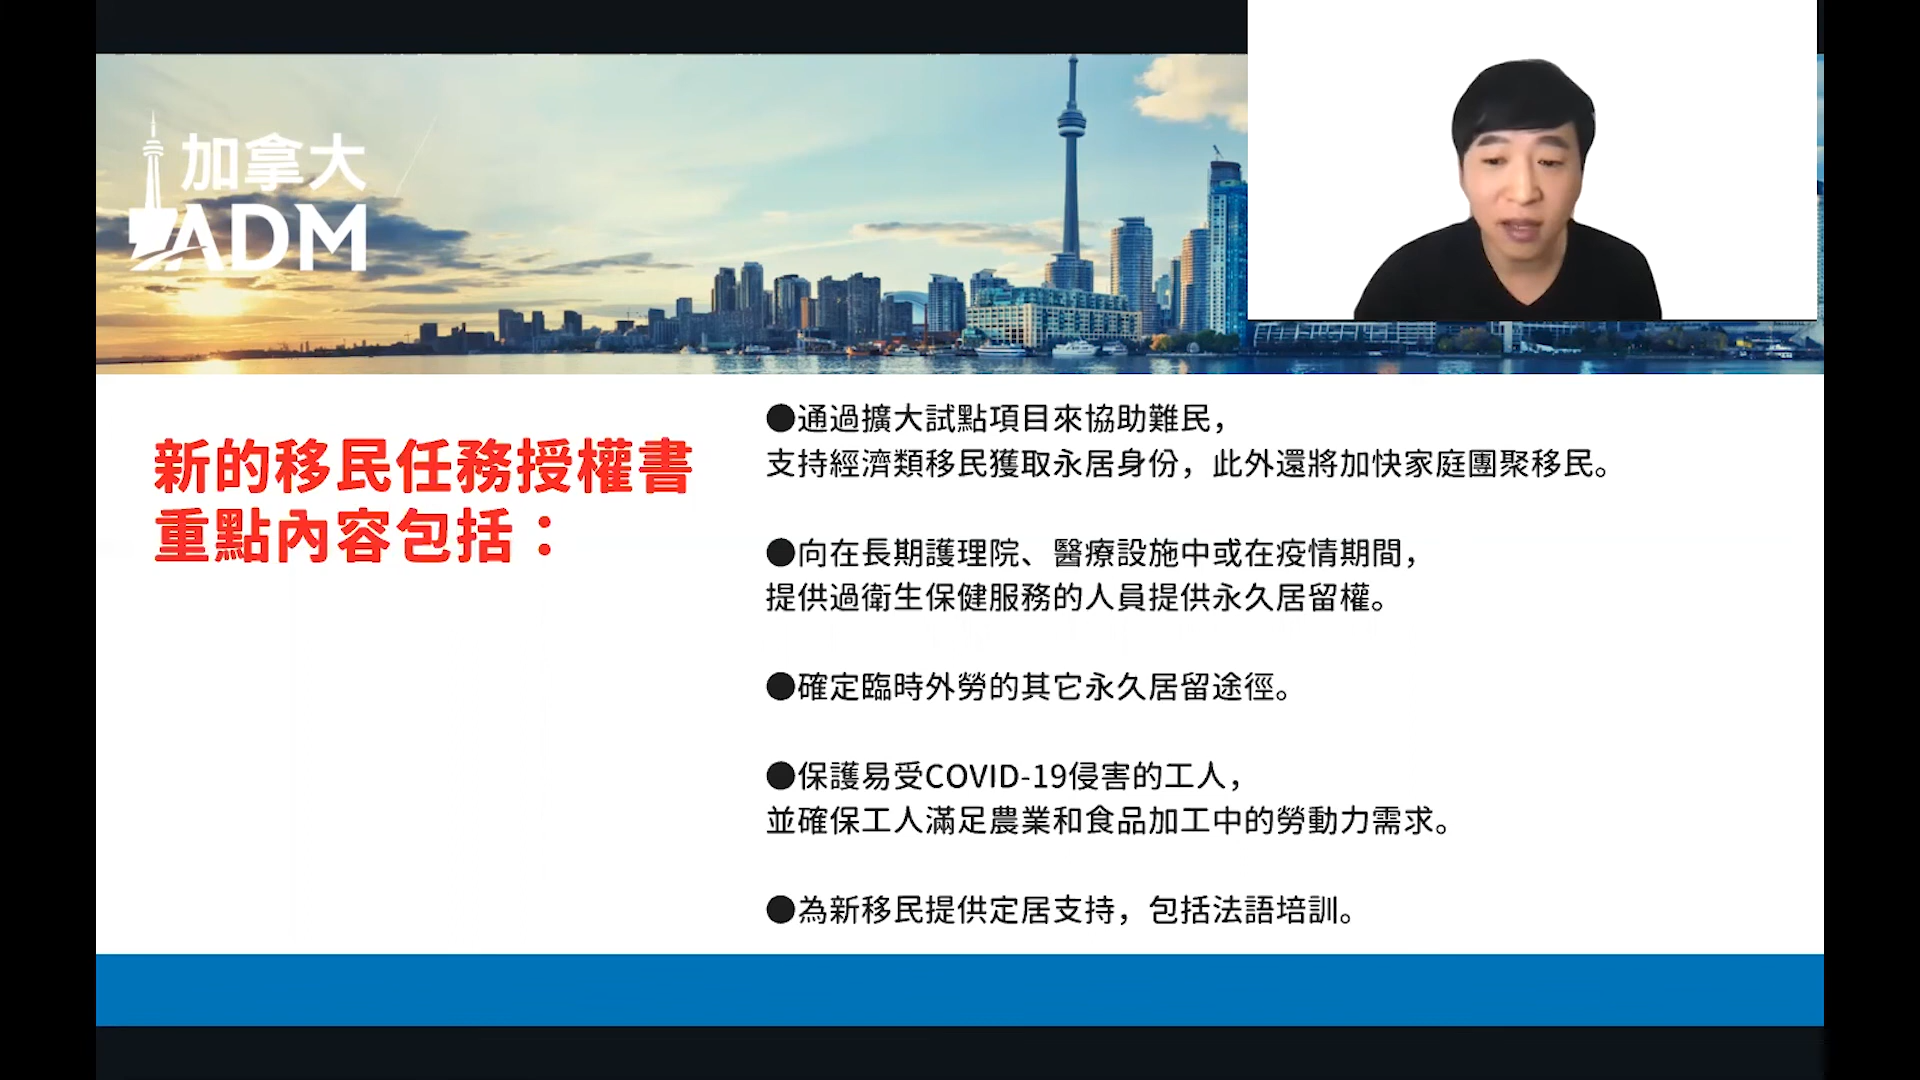 加拿大
ADM
新的移民任務授權書
重點內容包括：
●通過擴大試點項目來協助難民，
支持經濟類移民獲取永居身份，此外還將加快家庭團聚移民。
●向在長期護理院、醫療設施中或在疫情期間，
提供過衛生保健服務的人員提供永久居留權。
●確定臨時外勞的其它永久居留途徑。
●保護易受COVID-19侵害的工人，
並確保工人滿足農業和食品加工中的勞動力需求。
●為新移民提供定居支持，包括法語培訓。